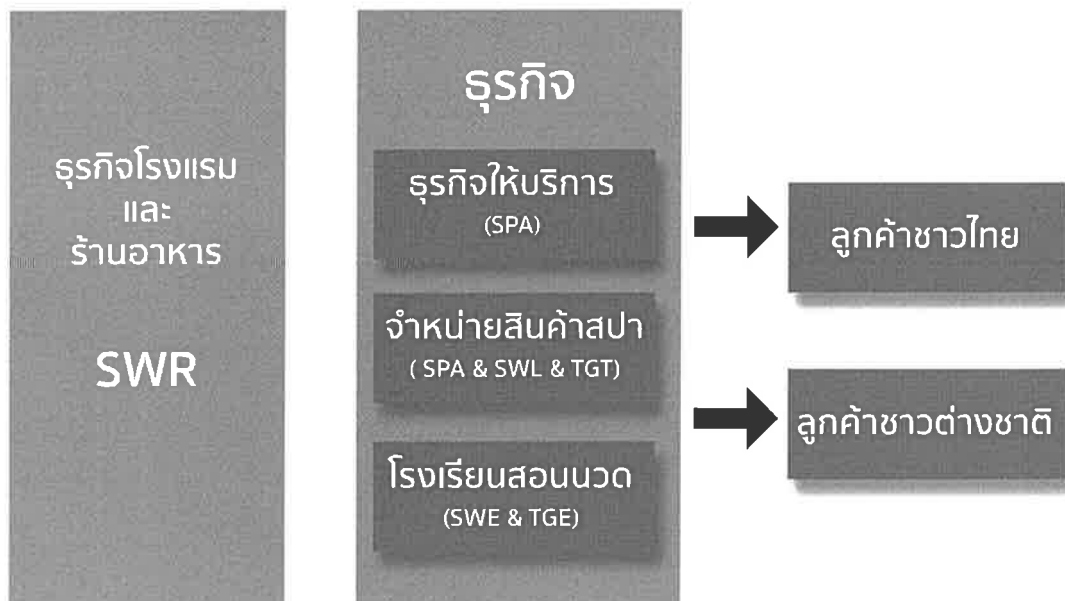 ธุรกิจโรงแรม
และ
ร้านอาหาร
SWR
ธุรกิจ
ธุรกิจให้บริการ
(SPA)
จำหน่ายสินค้าสปา
( SPA & SWL & TGT)
โรงเรียนสอนนวด
(SWE & TGE)
ลูกค้าชาวไทย
ลูกค้าชาวต่างชาติ